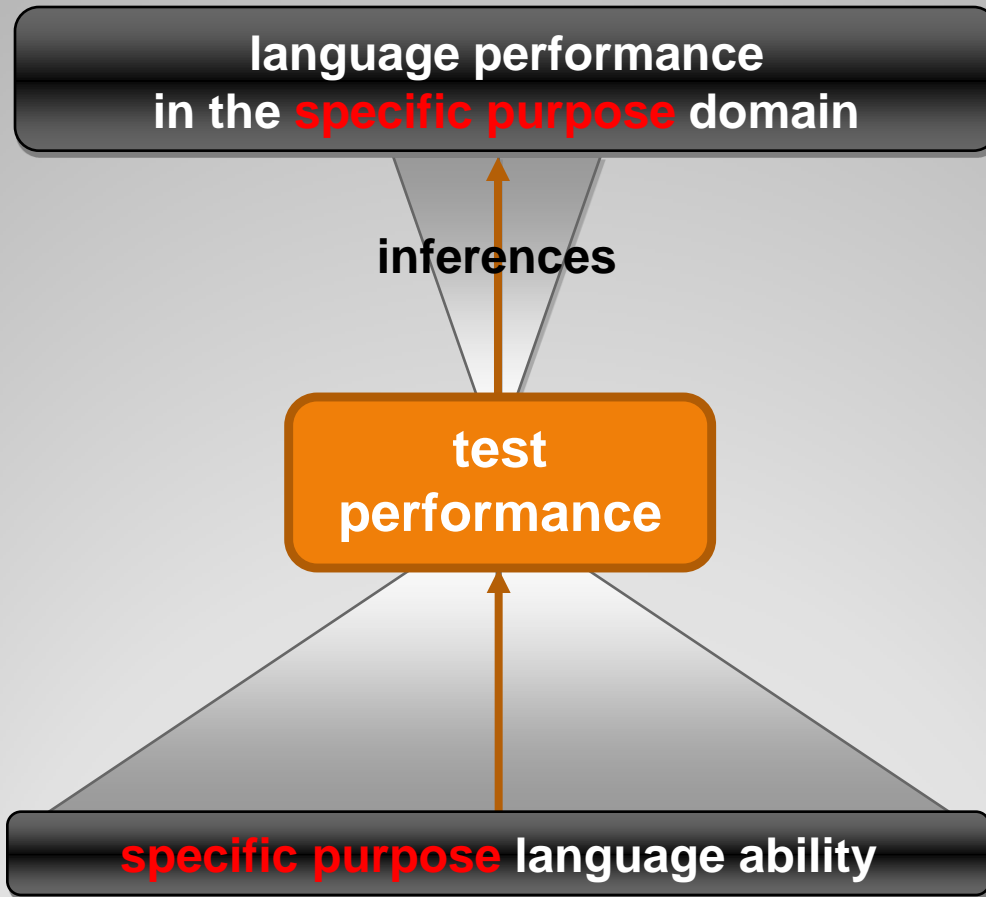 language performance
in the specific purpose domain
inferences
test
performance
specific purpose language ability